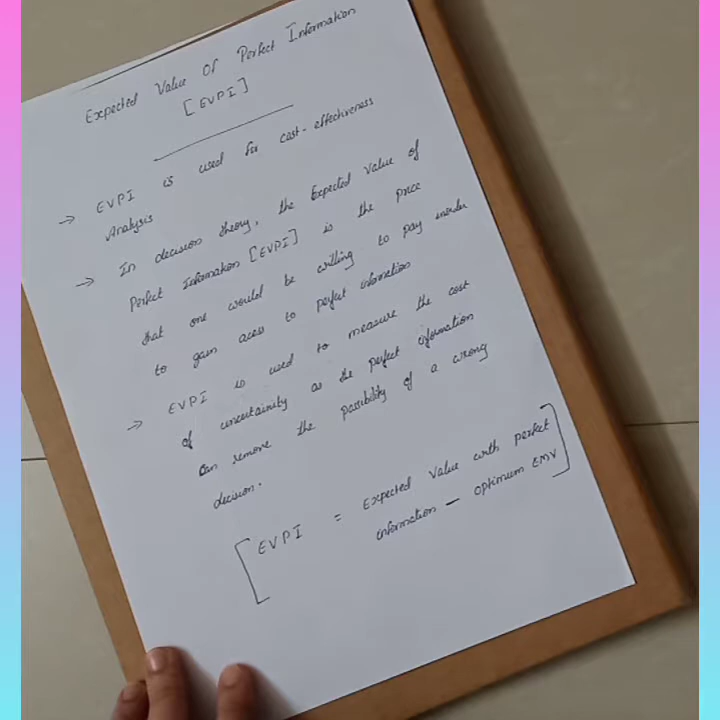 Expected Value Of Perfect Information
[EVPI]
→ EVPI is used for cost-effectiveness
Analysis
→ In decision theory, the Expected Value of
Perfect Information [EVPI] is the price
that one would be willing to pay inorder
to gain acess to perfect information
→ EVPI is used to measure the cost
of uncertainity as the perfect information
Can remove the possibility of a wrong
decision.
[EVPI = Expected Value with perfect
information — optimum EMV]